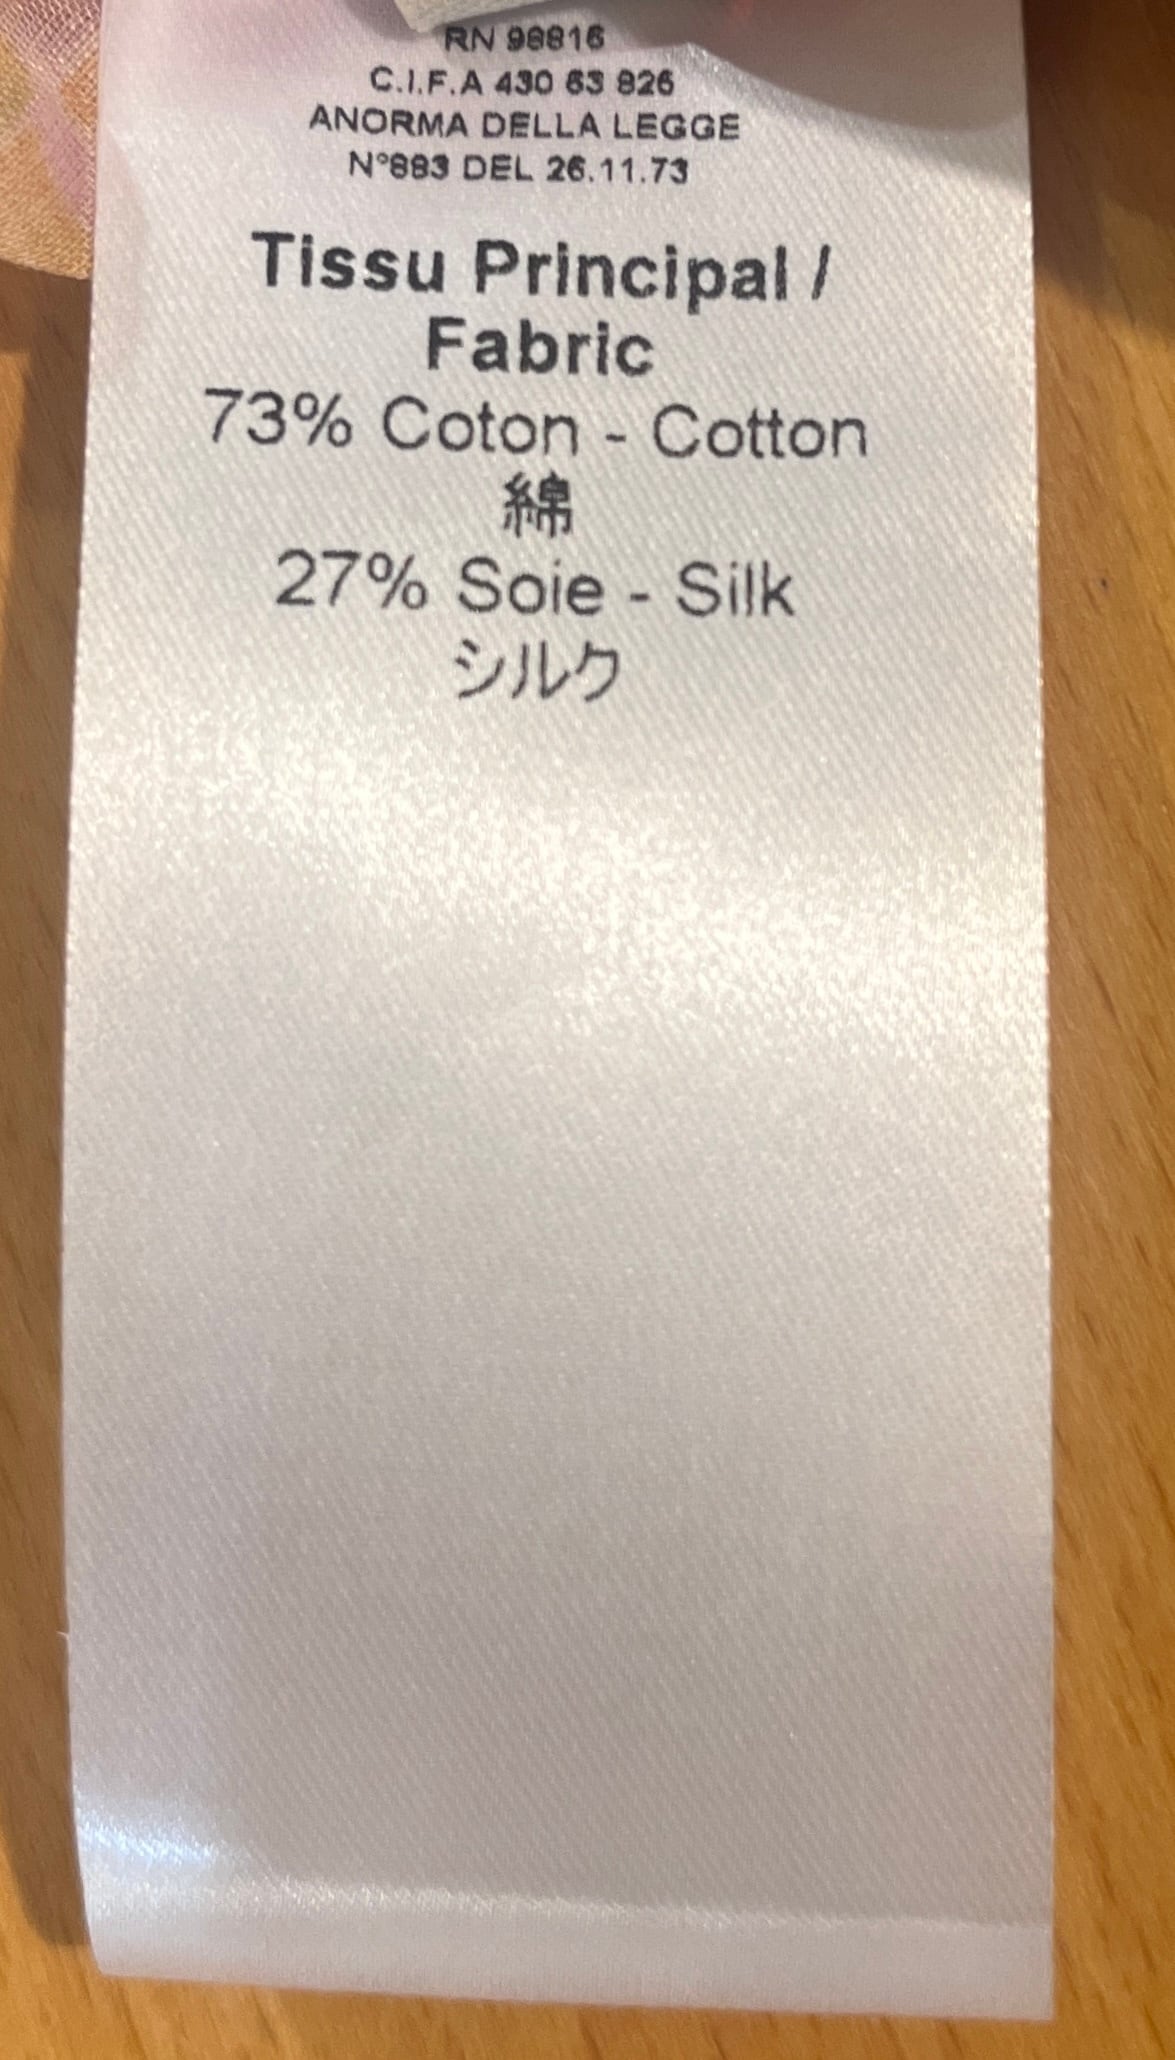 RN 98816
C.I.F.A 430 63 826
ANORMA DELLA LEGGE
N°883 DEL 26.11.73
Tissu Principal /
Fabric
73% Coton - Cotton
綿
27% Soie - Silk
シルク